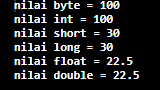 nilai byte = 100
nilai int = 100
nilai short = 30
nilai long = 30
nilai float = 22.5
nilai double = 22.5